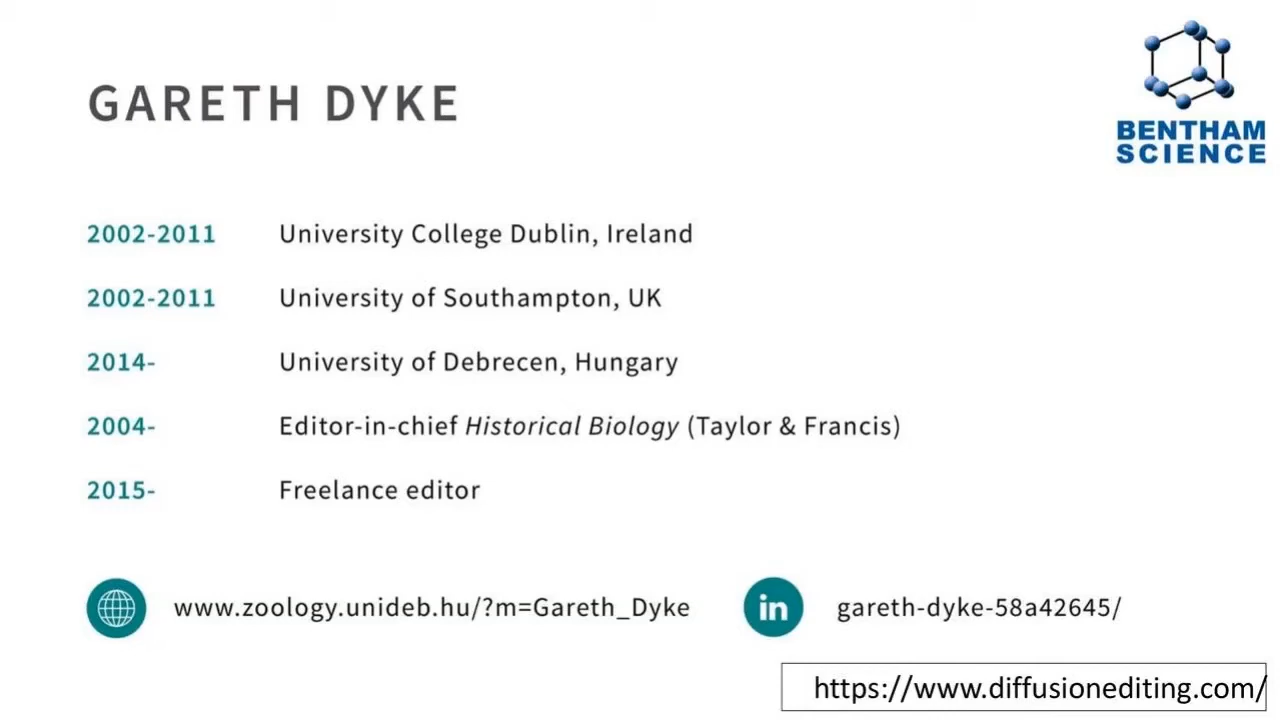 GARETH DYKE
BENTHAM
SCIENCE
2002-2011 University College Dublin, Ireland
2002-2011 University of Southampton, UK
2014- University of Debrecen, Hungary
2004- Editor-in-chief Historical Biology (Taylor & Francis)
2015- Freelance editor
www.zoology.unideb.hu/?m=Gareth_Dyke
in gareth-dyke-58a42645/
https://www.diffusionediting.com/